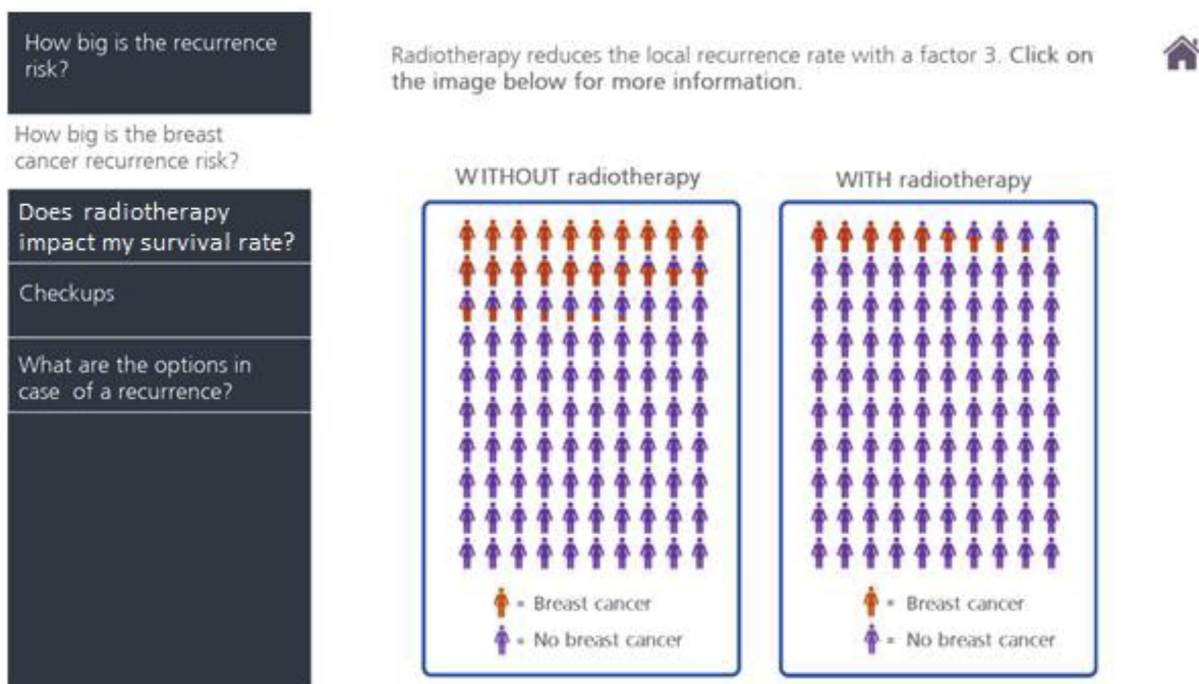 How big is the recurrence
risk?
How big is the breast
cancer recurrence risk?
Does radiotherapy
impact my survival rate?
Checkups
What are the options in
case of a recurrence?
Radiotherapy reduces the local recurrence rate with a factor 3. Click on
the image below for more information.
WITHOUT radiotherapy
= Breast cancer
= No breast cancer
WITH radiotherapy
= Breast cancer
= No breast cancer